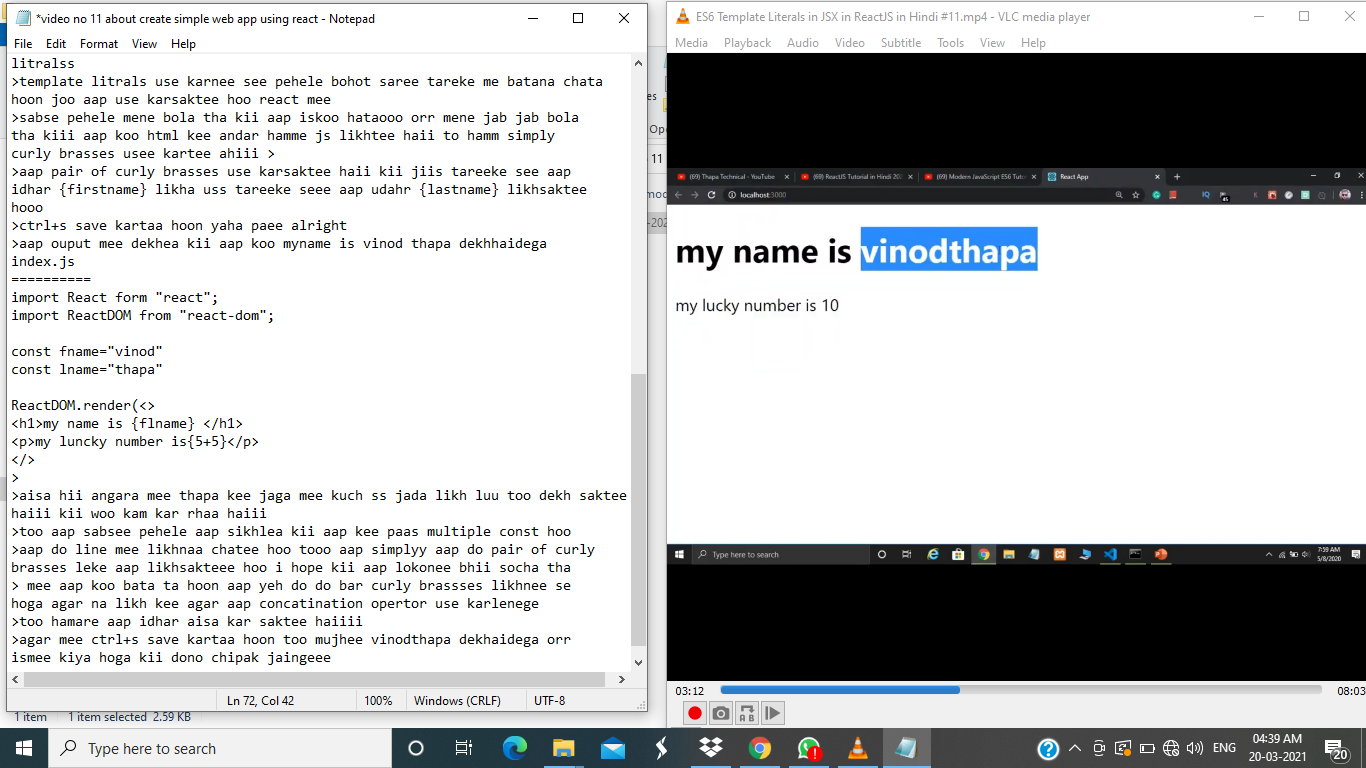 *video no 11 about create simple web app using react - Notepad
File Edit Format View Help
litralss
>template litrals use karnee see pehele bohot saree tareke me batana chata
hoon joo aap use karsaktee hoo react mee
>sabse pehele mene bola tha kii aap iskoo hataooo orr mene jab jab bola
tha kiii aap koo html kee andar hamme js likhtee haii to hamm simply
curly brasses usee kartee ahiii >
>aap pair of curly brasses use karsaktee haii kii jiis tareeke see aap
idhar {firstname} likha uss tareeke seee aap udahr {lastname} likhsaktee
hooo
>ctrl+s save kartaa hoon yaha paee alright
>aap ouput mee dekhea kii aap koo myname is vinod thapa dekhhaidega
index.js
==========
import React form "react";
import ReactDOM from "react-dom";
const fname="vinod"
const lname="thapa"
ReactDOM.render(<>
<h1>my name is {flname} </h1>
<p>my luncky number is{5+5}</p>
</>
>
>aisa hii angara mee thapa kee jaga mee kuch ss jada likh luu too dekh saktee
haiii kii woo kam kar rhaa haiii
>too aap sabsee pehele aap sikhlea kii aap kee paas multiple const hoo
>aap do line mee likhnaa chatee hoo tooo aap simplyy aap do pair of curly
brasses leke aap likhsakteee hoo i hope kii aap lokonee bhii socha tha
> mee aap koo bata ta hoon aap yeh do do bar curly brassses likhnee se
hoga agar na likh kee agar aap concatination opertor use karlenege
>too hamare aap idhar aisa kar saktee haiiii
>agar mee ctrl+s save kartaa hoon too mujhee vinodthapa dekhaidega orr
ismee kiya hoga kii dono chipak jaingeee
Ln 72, Col 42 100% Windows (CRLF) UTF-8
1 item 1 item selected 2.59 KB
ES6 Template Literals in JSX in ReactJS in Hindi #11.mp4 - VLC media player
Media Playback Audio Video Subtitle Tools View Help
(69) Thapa Technical - YouTube
(69) ReactJS Tutorial in Hindi 20
(69) Modern JavaScript ES6 Tuto
React App
localhost:3000
my name is vinodthapa
my lucky number is 10
Type here to search
7:59 AM
5/8/2020
03:12 08:03
Type here to search
ENG
04:39 AM
20-03-2021
20